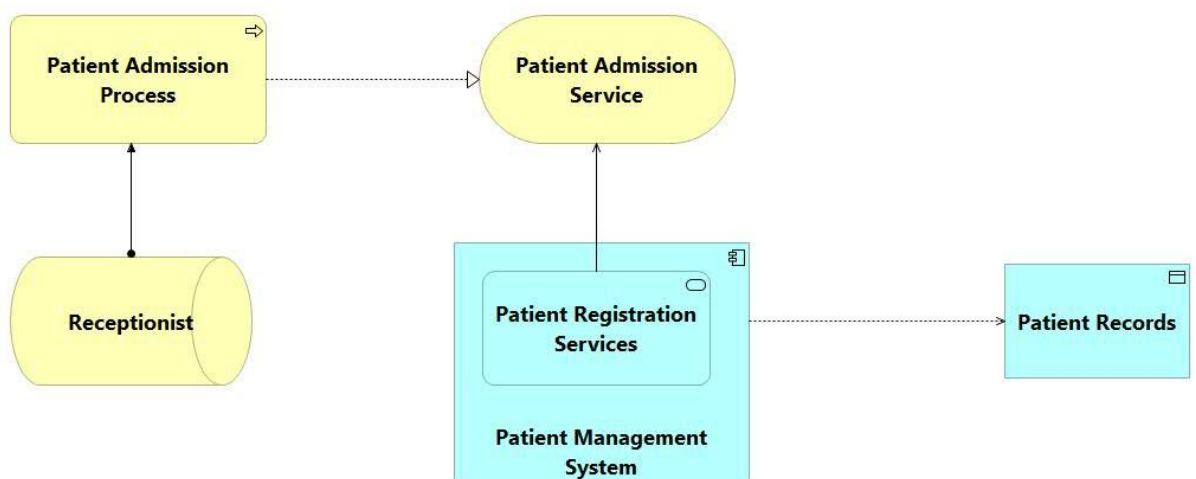 Patient Admission
Process
Patient Admission
Service
Receptionist
Patient Registration
Services
Patient Records
Patient Management
System